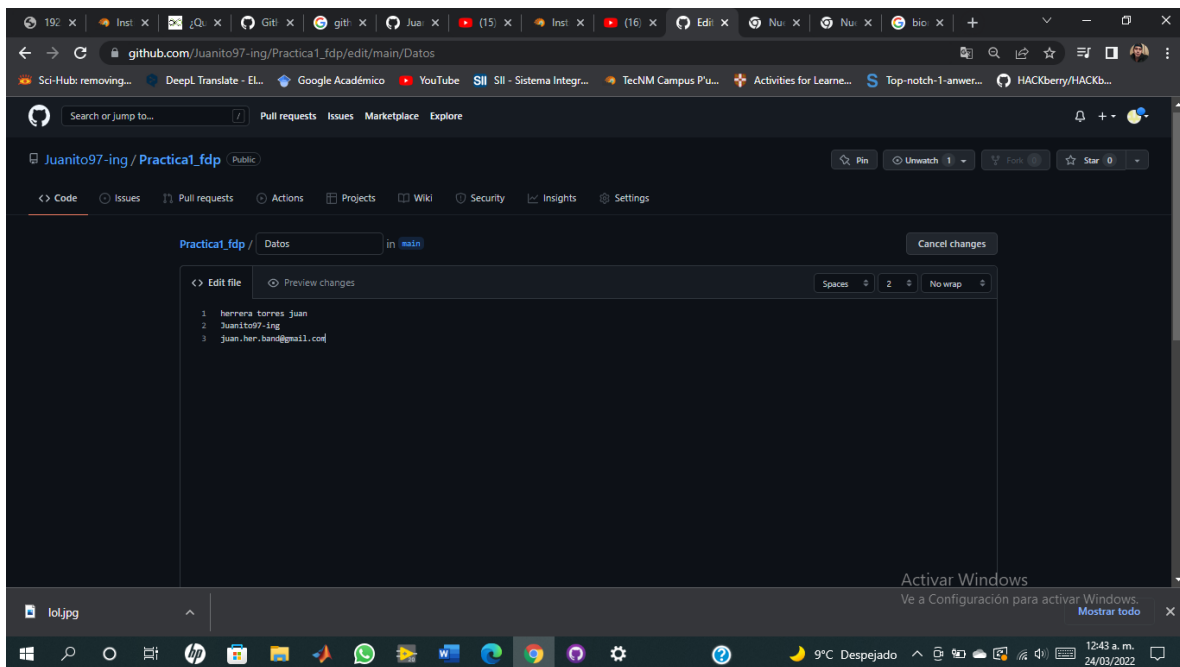 192
Inst
¿Qu
Gith
gith
Jua
(15)
Inst
(16)
Edit
Nue
Nue
bio
github.com/Juanito97-ing/Practica1_fdp/edit/main/Datos
Sci-Hub: removing...
DeepL Translate - EL...
Google Académico
YouTube
SII SII - Sistema Integr...
TecNM Campus P'u...
Activities for Learne...
S Top-notch-1-anwer...
HACKberry/HACKb...
Search or jump to...
/
Pull requests Issues Marketplace Explore
Juanito97-ing / Practica1_fdp Public
Pin
Unwatch 1
Fork 0
Star 0
<> Code
Issues
Pull requests
Actions
Projects
Wiki
Security
Insights
Settings
Practica1_fdp / Datos in main
Cancel changes
<> Edit file
Preview changes
Spaces
2
No wrap
1 herrera torres juan
2 Juanito97-ing
3 juan.her.band@gmail.com
Activar Windows
Ve a Configuración para activar Windows.
lol.jpg
Mostrar todo
9°C Despejado
12:43 a. m.
24/03/2022